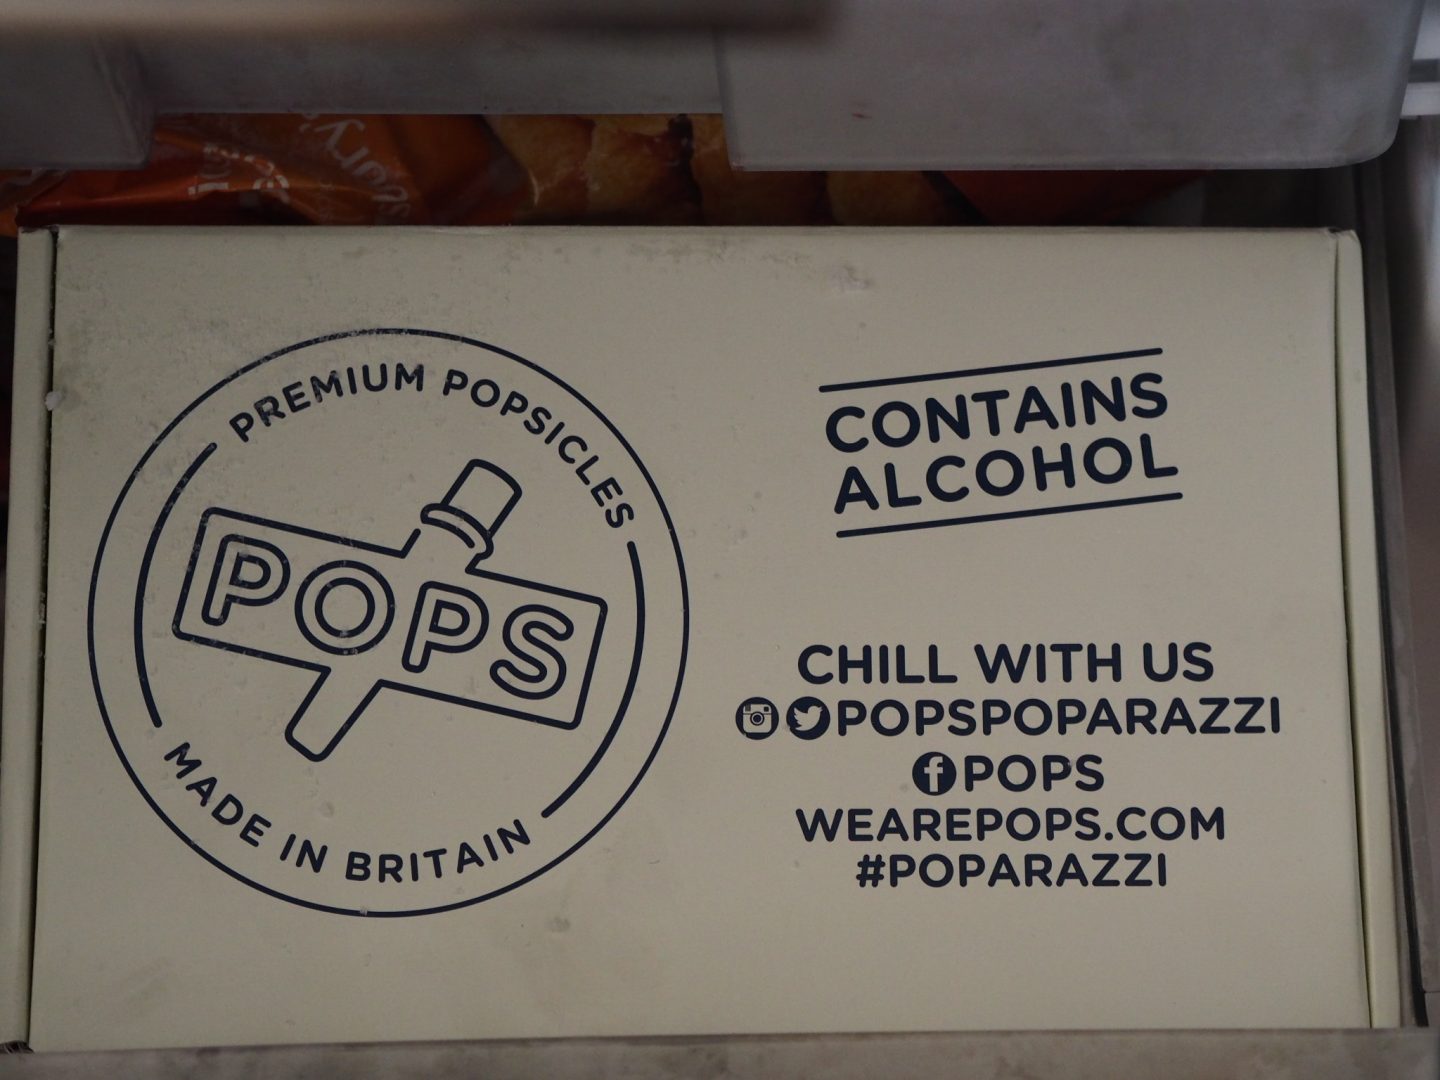 PREMIUM POPSICLES
POPS
MADE IN BRITAIN
CONTAINS
ALCOHOL
CHILL WITH US
POPSPOPARAZZI
POPS
WEAREPOPS.COM
#POPARAZZI